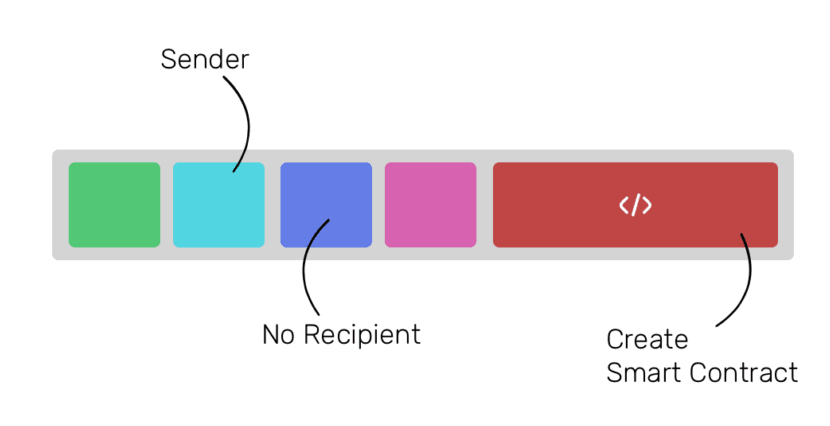 Sender
</>
No Recipient
Create
Smart Contract